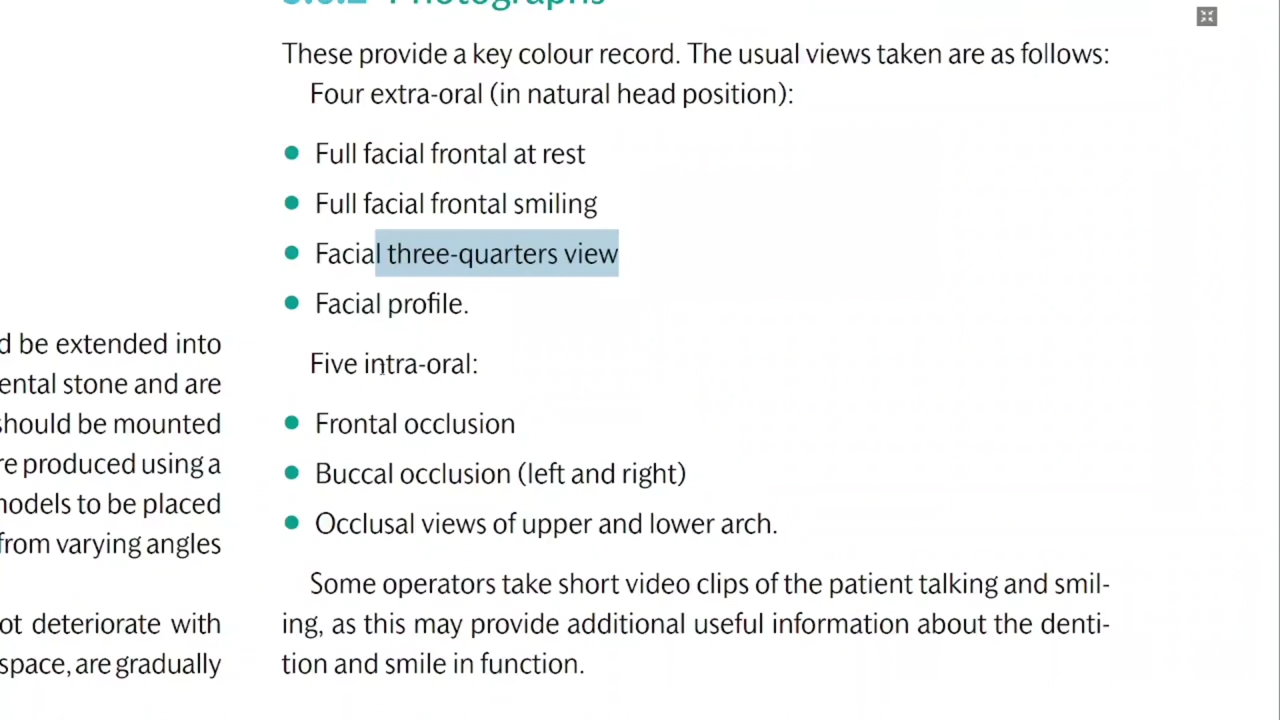 Photographs
These provide a key colour record. The usual views taken are as follows:
Four extra-oral (in natural head position):
● Full facial frontal at rest
● Full facial frontal smiling
● Facial three-quarters view
● Facial profile.
Five intra-oral:
● Frontal occlusion
● Buccal occlusion (left and right)
● Occlusal views of upper and lower arch.
Some operators take short video clips of the patient talking and smil-
ing, as this may provide additional useful information about the denti-
tion and smile in function.
d be extended into
ental stone and are
should be mounted
re produced using a
models to be placed
from varying angles
ot deteriorate with
space, are gradually